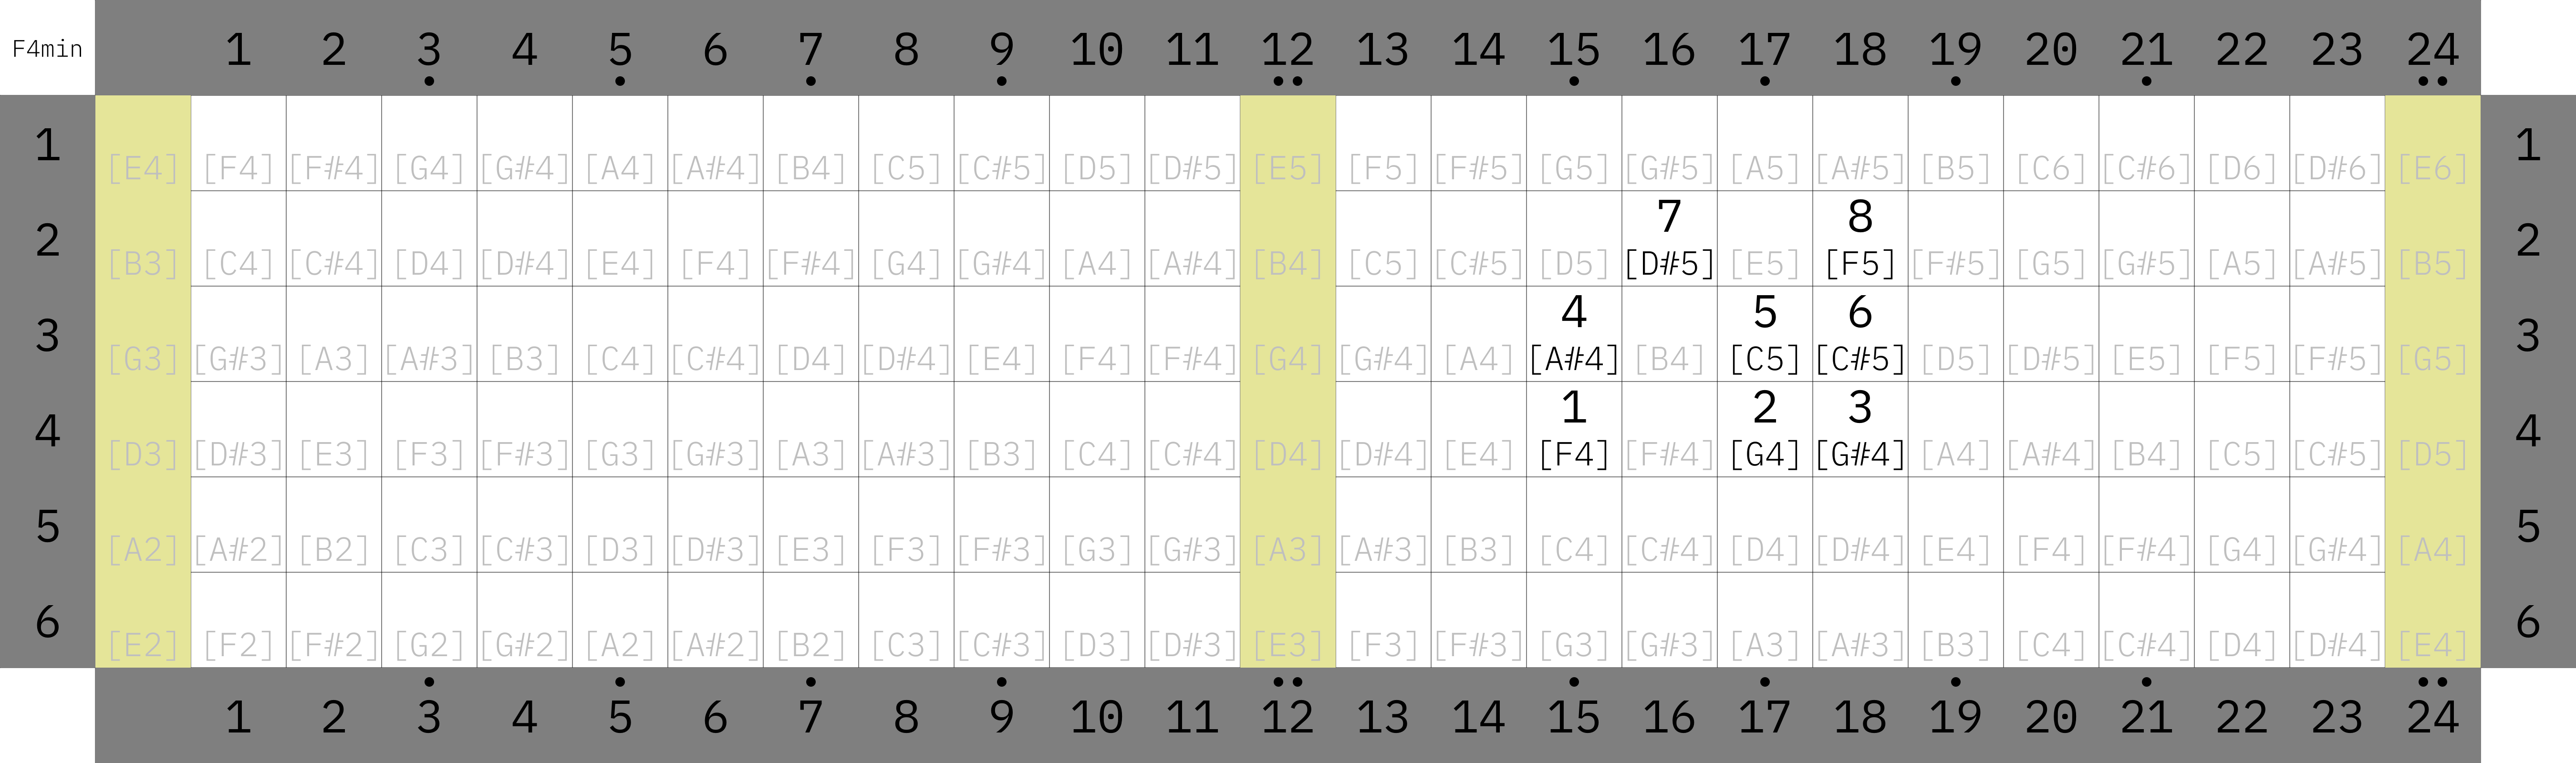 F4min 1 2 3 4 5 6 7 8 9 10 11 12 13 14 15 16 17 18 19 20 21 22 23 24
1 [E4] [F4] [F#4] [G4] [G#4] [A4] [A#4] [B4] [C5] [C#5] [D5] [D#5] [E5] [F5] [F#5] [G5] [G#5] [A5] [A#5] [B5] [C6] [C#6] [D6] [D#6] [E6] 1
7 8
2 [B3] [C4] [C#4] [D4] [D#4] [E4] [F4] [F#4] [G4] [G#4] [A4] [A#4] [B4] [C5] [C#5] [D5] [D#5] [E5] [F5] [F#5] [G5] [G#5] [A5] [A#5] [B5] 2
4 5 6
3 [G3] [G#3] [A3] [A#3] [B3] [C4] [C#4] [D4] [D#4] [E4] [F4] [F#4] [G4] [G#4] [A4] [A#4] [B4] [C5] [C#5] [D5] [D#5] [E5] [F5] [F#5] [G5] 3
1 2 3
4 [D3] [D#3] [E3] [F3] [F#3] [G3] [G#3] [A3] [A#3] [B3] [C4] [C#4] [D4] [D#4] [E4] [F4] [F#4] [G4] [G#4] [A4] [A#4] [B4] [C5] [C#5] [D5] 4
5 [A2] [A#2] [B2] [C3] [C#3] [D3] [D#3] [E3] [F3] [F#3] [G3] [G#3] [A3] [A#3] [B3] [C4] [C#4] [D4] [D#4] [E4] [F4] [F#4] [G4] [G#4] [A4] 5
6 [E2] [F2] [F#2] [G2] [G#2] [A2] [A#2] [B2] [C3] [C#3] [D3] [D#3] [E3] [F3] [F#3] [G3] [G#3] [A3] [A#3] [B3] [C4] [C#4] [D4] [D#4] [E4] 6
1 2 3 4 5 6 7 8 9 10 11 12 13 14 15 16 17 18 19 20 21 22 23 24